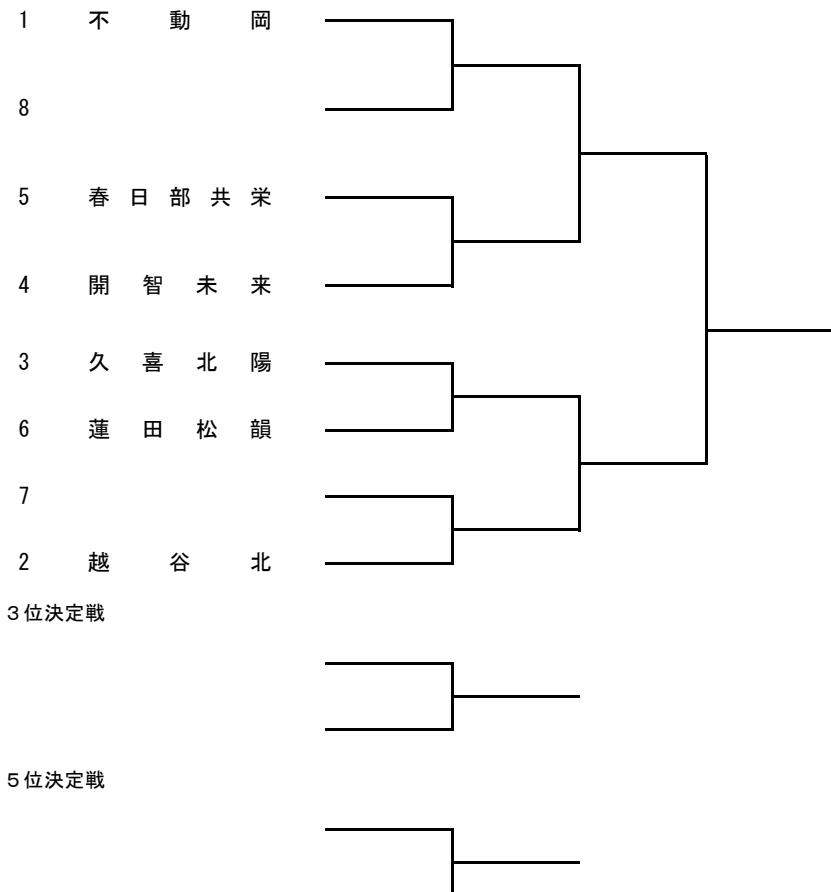 1 不動岡
8
5 春日部共栄
4 開智未来
3 久喜北陽
6 蓮田松韻
7
2 越谷北
３位決定戦
５位決定戦